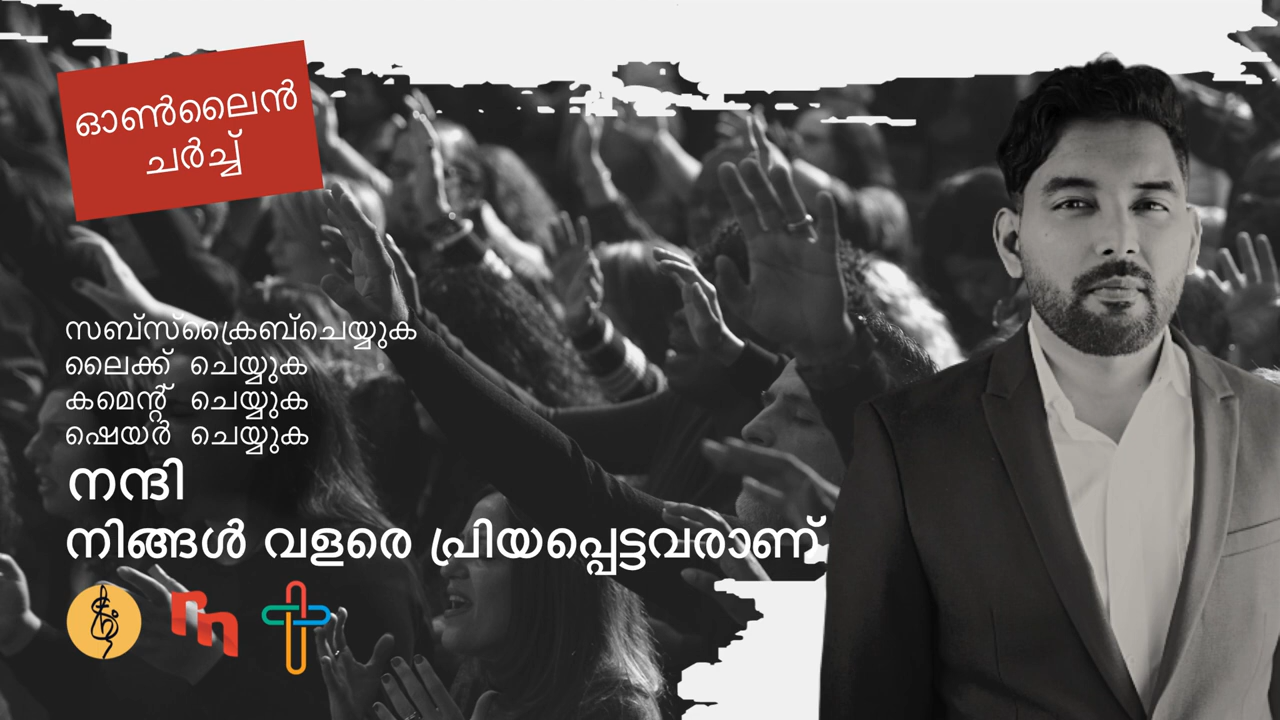 ഓൺലൈൻ
ചർച്ച്
സബ്സ്ക്രൈബ്ചെയ്യുക
ലൈക്ക് ചെയ്യുക
കമെന്റ് ചെയ്യുക
ഷെയർ ചെയ്യുക
നന്ദി
നിങ്ങൾ വളരെ പ്രിയപ്പെട്ടവരാണ്